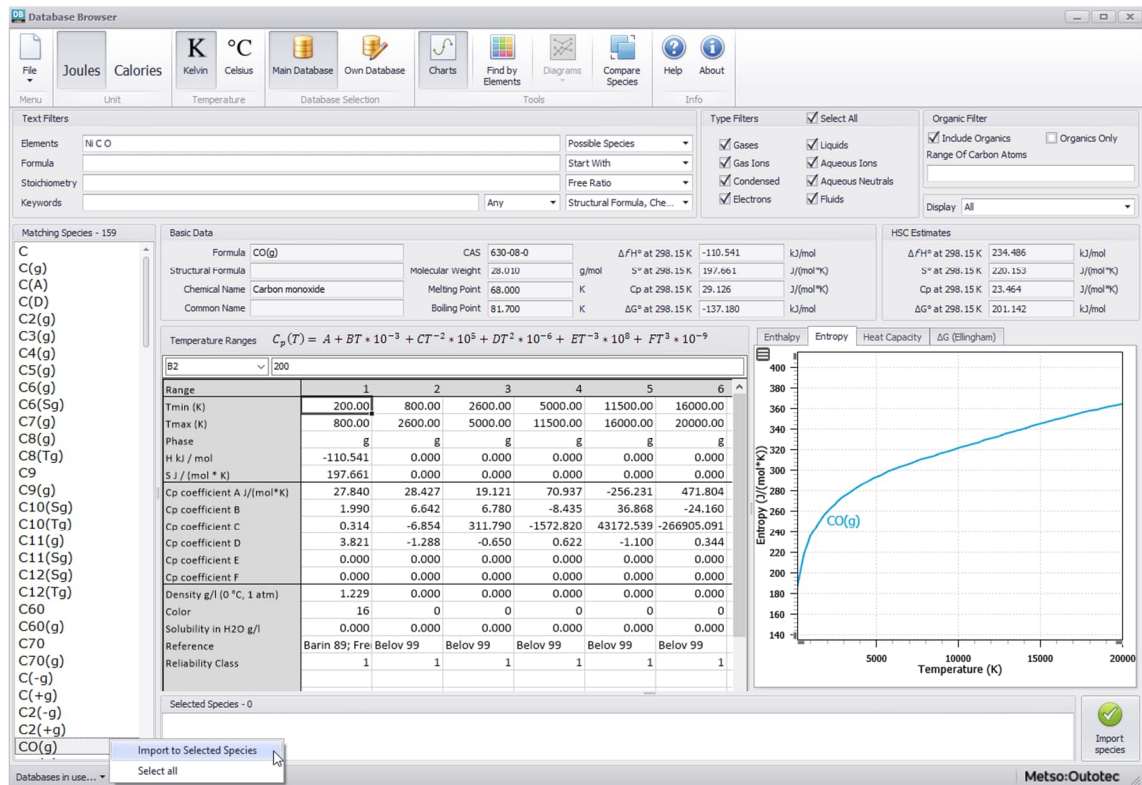 Database Browser
File
Joules
Calories
K
Kelvin
°C
Celsius
Main Database
Own Database
Charts
Find by Elements
Diagrams
Compare Species
Help
About
Menu
Unit
Temperature
Database Selection
Tools
Info
Text Filters
Elements Ni C O Possible Species
Formula Start With
Stoichiometry Free Ratio
Keywords Any Structural Formula, Che...
Type Filters Select All
Gases Liquids
Gas Ions Aqueous Ions
Condensed Aqueous Neutrals
Electrons Fluids
Organic Filter
Include Organics Organics Only
Range Of Carbon Atoms
Display All
Matching Species - 159
C
C(g)
C(A)
C(D)
C2(g)
C3(g)
C4(g)
C5(g)
C6(g)
C6(Sg)
C7(g)
C8(g)
C8(Tg)
C9
C9(g)
C10(Sg)
C10(Tg)
C11(g)
C11(Sg)
C12(Sg)
C12(Tg)
C60
C60(g)
C70
C70(g)
C(-g)
C(+g)
C2(-g)
C2(+g)
CO(g)
Basic Data
Formula CO(g) CAS 630-08-0 ΔfH° at 298.15 K -110.541 kJ/mol
Structural Formula Molecular Weight 28.010 g/mol S° at 298.15 K 197.661 J/(mol*K)
Chemical Name Carbon monoxide Melting Point 68.000 K Cp at 298.15 K 29.126 J/(mol*K)
Common Name Boiling Point 81.700 K ΔG° at 298.15 K -137.180 kJ/mol
HSC Estimates
ΔfH° at 298.15 K 234.486 kJ/mol
S° at 298.15 K 220.153 J/(mol*K)
Cp at 298.15 K 23.464 J/(mol*K)
ΔG° at 298.15 K 201.142 kJ/mol
Temperature Ranges Cp(T) = A + BT * 10⁻³ + CT⁻² * 10⁵ + DT² * 10⁻⁶ + ET⁻³ * 10⁸ + FT³ * 10⁻⁹
B2 200
Range 1 2 3 4 5 6
Tmin (K) 200.00 800.00 2600.00 5000.00 11500.00 16000.00
Tmax (K) 800.00 2600.00 5000.00 11500.00 16000.00 20000.00
Phase g g g g g g
H kJ / mol -110.541 0.000 0.000 0.000 0.000 0.000
S J / (mol * K) 197.661 0.000 0.000 0.000 0.000 0.000
Cp coefficient A J/(mol*K) 27.840 28.427 19.121 70.937 -256.231 471.804
Cp coefficient B 1.990 6.642 6.780 -8.435 36.868 -24.160
Cp coefficient C 0.314 -6.854 311.790 -1572.820 43172.539 -266905.091
Cp coefficient D 3.821 -1.288 -0.650 0.622 -1.100 0.344
Cp coefficient E 0.000 0.000 0.000 0.000 0.000 0.000
Cp coefficient F 0.000 0.000 0.000 0.000 0.000 0.000
Density g/l (0 °C, 1 atm) 1.229 0.000 0.000 0.000 0.000 0.000
Color 16 0 0 0 0 0
Solubility in H2O g/l 0.000 0.000 0.000 0.000 0.000 0.000
Reference Barin 89; Fre Belov 99 Belov 99 Belov 99 Belov 99 Belov 99
Reliability Class 1 1 1 1 1 1
Enthalpy Entropy Heat Capacity ΔG (Ellingham)
Entropy (J/(mol*K))
400
380
360
340
320
300
280
260
240
220
200
180
160
140
CO(g)
5000 10000 15000 20000
Temperature (K)
Selected Species - 0
Import species
Import to Selected Species
Select all
Databases in use...
Metso:Outotec